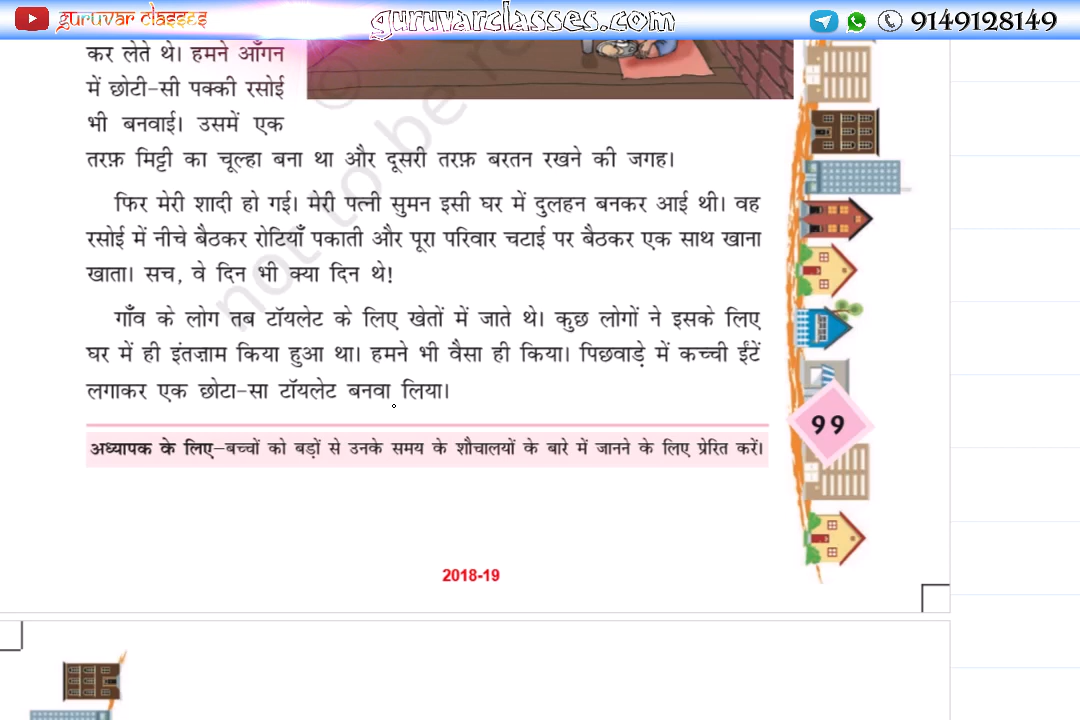 guruvar classes
guruvarclasses.com
9149128149
कर लेते थे। हमने आँगन
में छोटी-सी पक्की रसोई
भी बनवाई। उसमें एक
तरफ़ मिट्टी का चूल्हा बना था और दूसरी तरफ़ बरतन रखने की जगह।
फिर मेरी शादी हो गई। मेरी पत्नी सुमन इसी घर में दुलहन बनकर आई थी। वह
रसोई में नीचे बैठकर रोटियाँ पकाती और पूरा परिवार चटाई पर बैठकर एक साथ खाना
खाता। सच, वे दिन भी क्या दिन थे!
गाँव के लोग तब टॉयलेट के लिए खेतों में जाते थे। कुछ लोगों ने इसके लिए
घर में ही इंतज़ाम किया हुआ था। हमने भी वैसा ही किया। पिछवाड़े में कच्ची ईंटें
लगाकर एक छोटा-सा टॉयलेट बनवा लिया।
not to be r
99
अध्यापक के लिए–बच्चों को बड़ों से उनके समय के शौचालयों के बारे में जानने के लिए प्रेरित करें।
2018-19